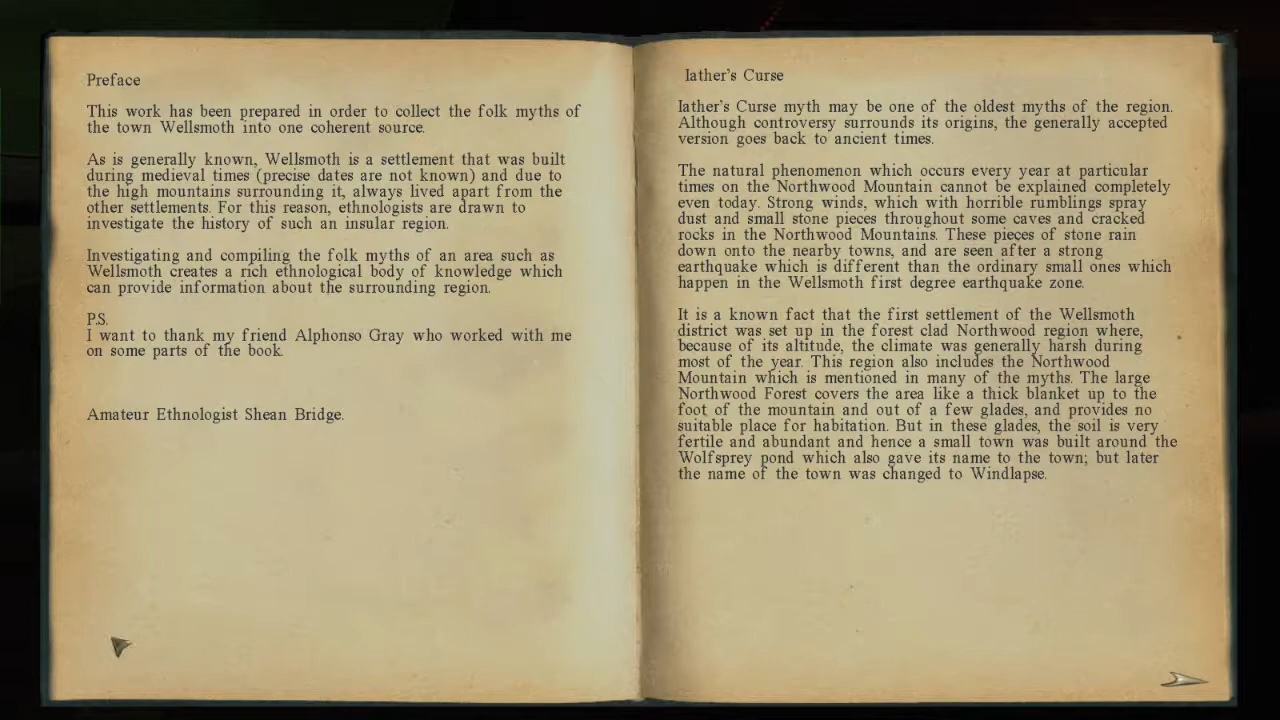 Preface
This work has been prepared in order to collect the folk myths of
the town Wellsmoth into one coherent source.
As is generally known, Wellsmoth is a settlement that was built
during medieval times (precise dates are not known) and due to
the high mountains surrounding it, always lived apart from the
other settlements. For this reason, ethnologists are drawn to
investigate the history of such an insular region.
Investigating and compiling the folk myths of an area such as
Wellsmoth creates a rich ethnological body of knowledge which
can provide information about the surrounding region.
P.S.
I want to thank my friend Alphonso Gray who worked with me
on some parts of the book.
Amateur Ethnologist Shean Bridge.
Iather's Curse
Iather's Curse myth may be one of the oldest myths of the region.
Although controversy surrounds its origins, the generally accepted
version goes back to ancient times.
The natural phenomenon which occurs every year at particular
times on the Northwood Mountain cannot be explained completely
even today. Strong winds, which with horrible rumblings spray
dust and small stone pieces throughout some caves and cracked
rocks in the Northwood Mountains. These pieces of stone rain
down onto the nearby towns, and are seen after a strong
earthquake which is different than the ordinary small ones which
happen in the Wellsmoth first degree earthquake zone.
It is a known fact that the first settlement of the Wellsmoth
district was set up in the forest clad Northwood region where,
because of its altitude, the climate was generally harsh during
most of the year. This region also includes the Northwood
Mountain which is mentioned in many of the myths. The large
Northwood Forest covers the area like a thick blanket up to the
foot of the mountain and out of a few glades, and provides no
suitable place for habitation. But in these glades, the soil is very
fertile and abundant and hence a small town was built around the
Wolfsprey pond which also gave its name to the town; but later
the name of the town was changed to Windlapse.